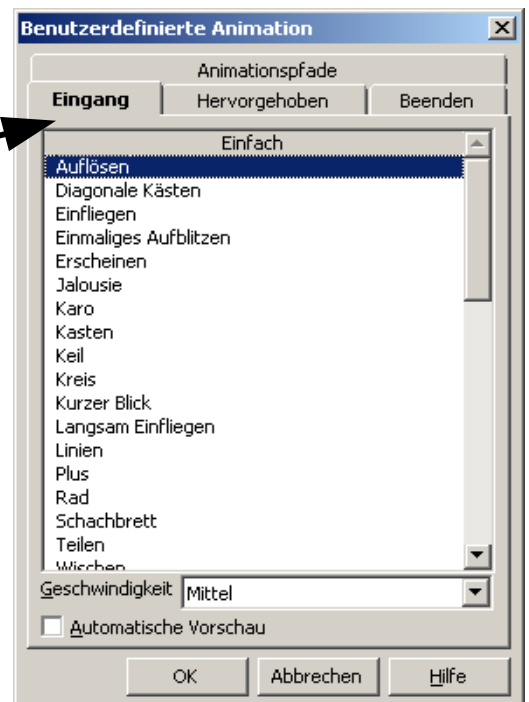 Benutzerdefinierte Animation
Animationspfade
Eingang Hervorgehoben Beenden
Einfach
Auflösen
Diagonale Kästen
Einfliegen
Einmaliges Aufblitzen
Erscheinen
Jalousie
Karo
Kasten
Keil
Kreis
Kurzer Blick
Langsam Einfliegen
Linien
Plus
Rad
Schachbrett
Teilen
Wischen
Geschwindigkeit Mittel
Automatische Vorschau
OK Abbrechen Hilfe